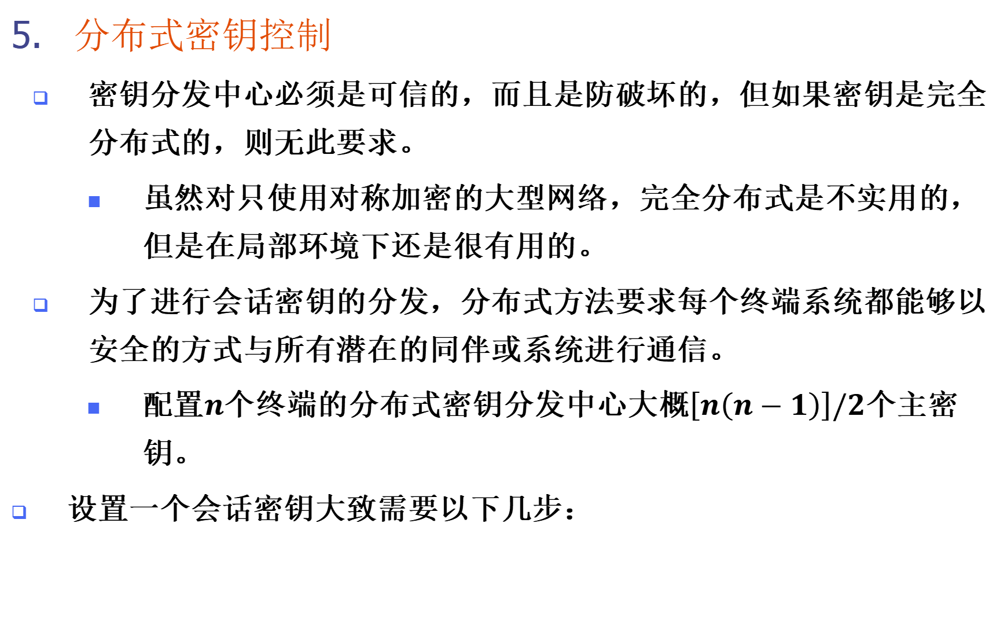 5. 分布式密钥控制
密钥分发中心必须是可信的，而且是防破坏的，但如果密钥是完全
分布式的，则无此要求。
虽然对只使用对称加密的大型网络，完全分布式是不实用的，
但是在局部环境下还是很有用的。
为了进行会话密钥的分发，分布式方法要求每个终端系统都能够以
安全的方式与所有潜在的同伴或系统进行通信。
配置n个终端的分布式密钥分发中心大概[n(n − 1)]/2个主密
钥。
设置一个会话密钥大致需要以下几步：